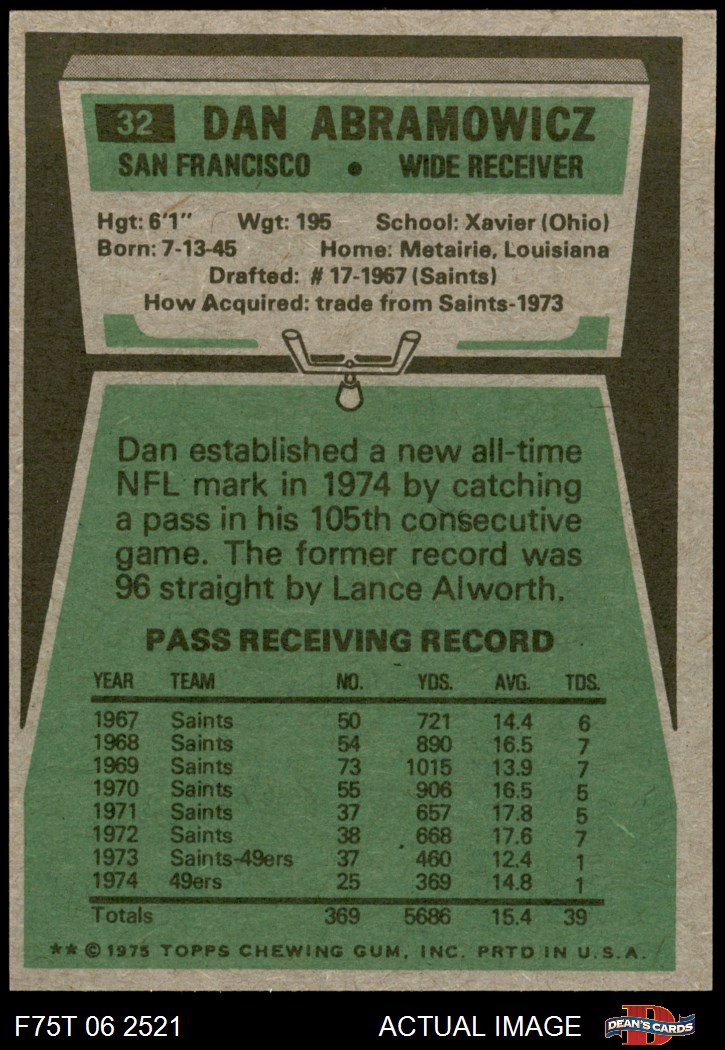 32 DAN ABRAMOWICZ
SAN FRANCISCO • WIDE RECEIVER
Hgt: 6'1" Wgt: 195 School: Xavier (Ohio)
Born: 7-13-45 Home: Metairie, Louisiana
Drafted: # 17-1967 (Saints)
How Acquired: trade from Saints-1973
Dan established a new all-time
NFL mark in 1974 by catching
a pass in his 105th consecutive
game. The former record was
96 straight by Lance Alworth.
PASS RECEIVING RECORD
YEAR TEAM NO. YDS. AVG. TDS.
1967 Saints 50 721 14.4 6
1968 Saints 54 890 16.5 7
1969 Saints 73 1015 13.9 7
1970 Saints 55 906 16.5 5
1971 Saints 37 657 17.8 5
1972 Saints 38 668 17.6 7
1973 Saints-49ers 37 460 12.4 1
1974 49ers 25 369 14.8 1
Totals 369 5686 15.4 39
** © 1975 TOPPS CHEWING GUM, INC. PRTD IN U.S.A.
F75T 06 2521 ACTUAL IMAGE D DEAN'S CARDS